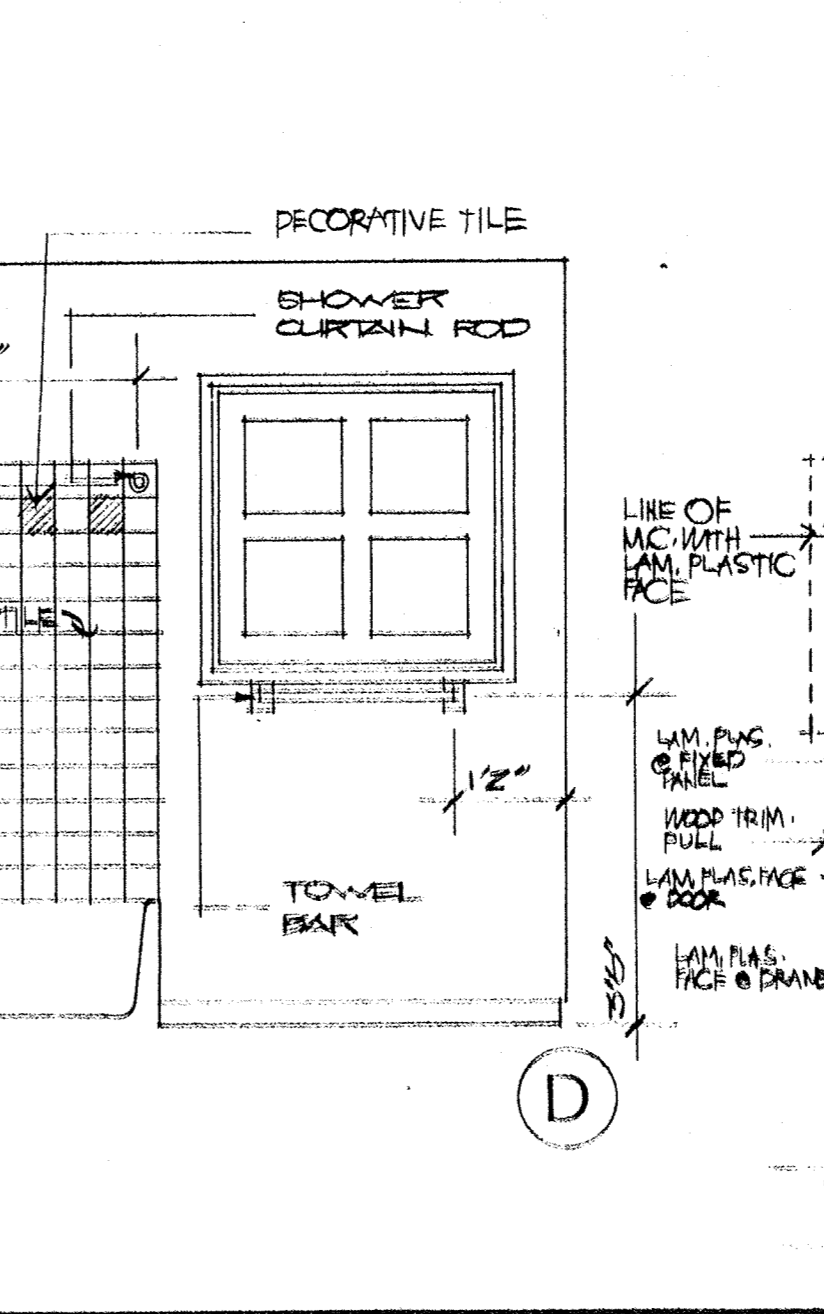 DECORATIVE TILE
SHOWER
CURTAIN ROD
LINE OF
M.C. WITH
LAM. PLASTIC
FACE
TILE
LAM. PLAS.
@ FIXED
PANEL
1'2"
WOOD TRIM.
PULL
LAM. PLAS. FACE
@ DOOR
TOWEL
BAR
LAM. PLAS.
FACE @
D